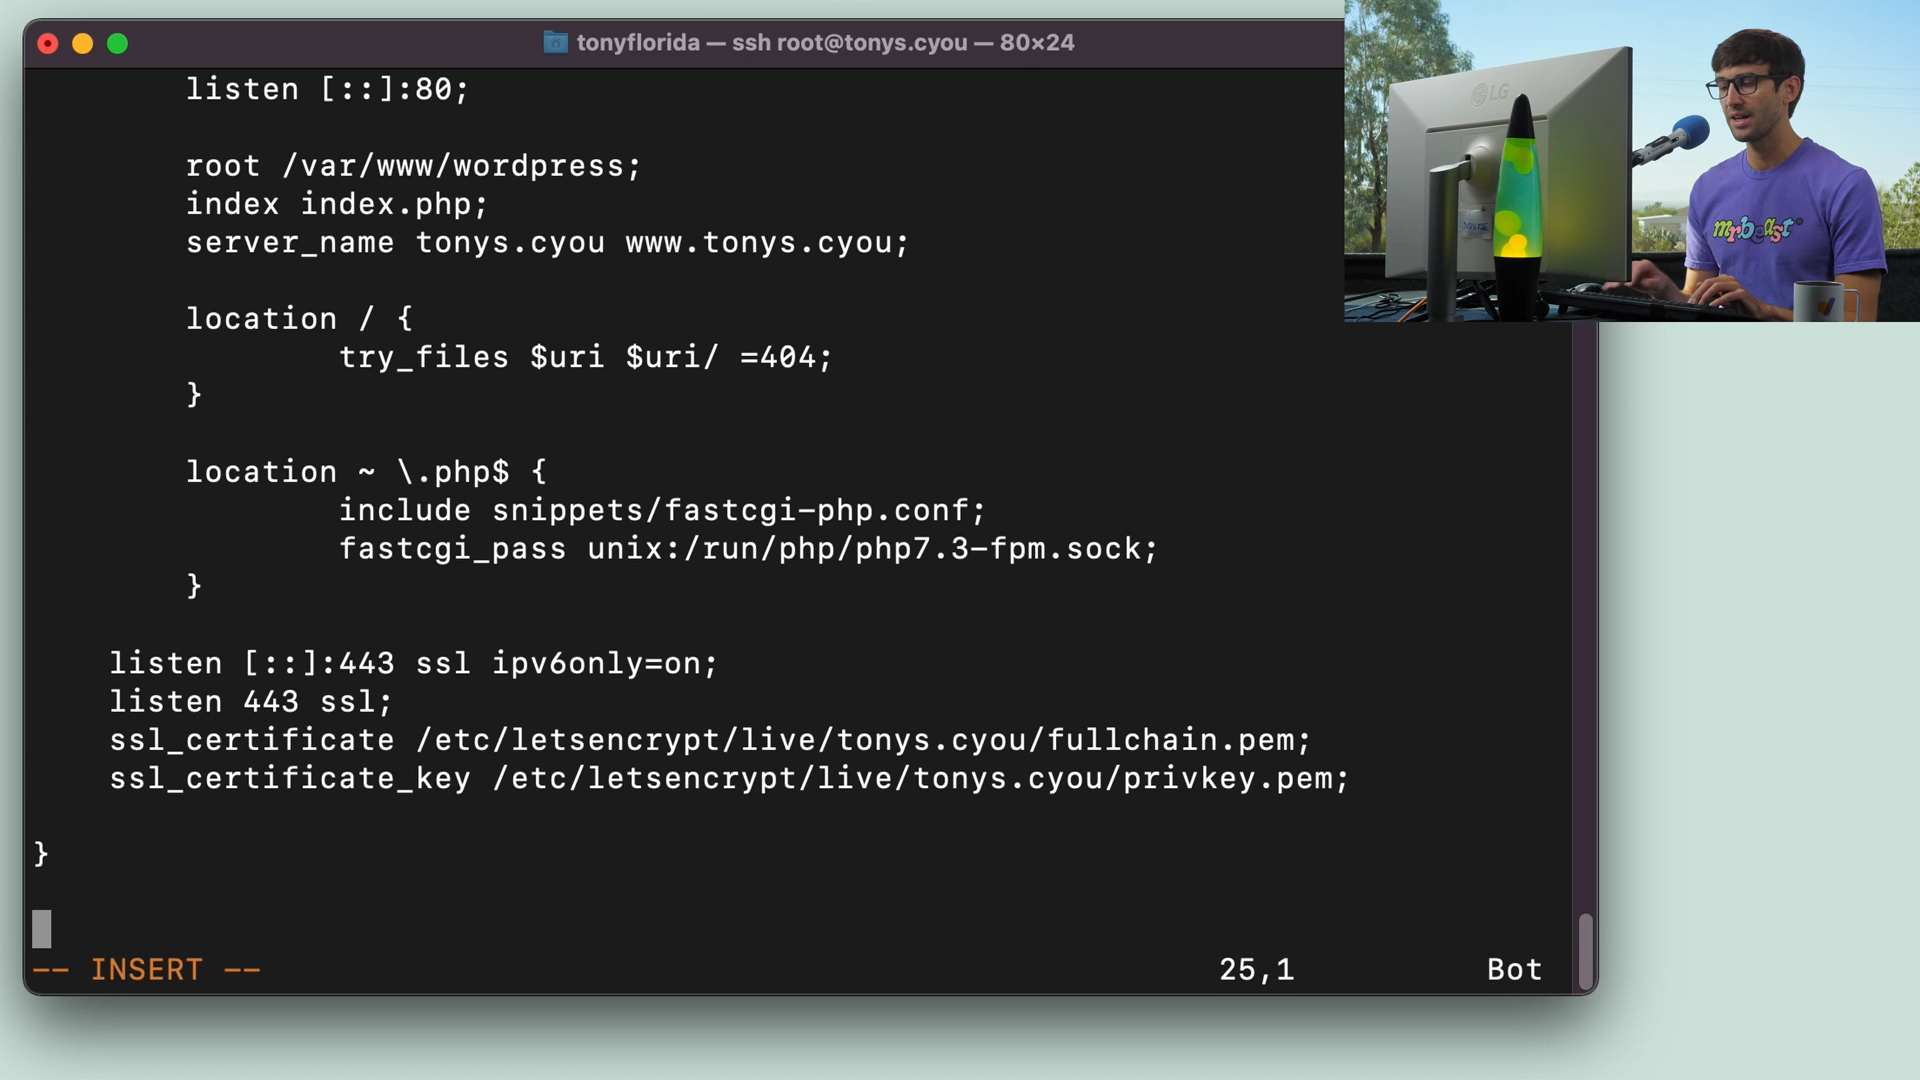 tonyflorida — ssh root@tonys.cyou — 80×24
listen [::]:80;
root /var/www/wordpress;
index index.php;
server_name tonys.cyou www.tonys.cyou;
location / {
try_files $uri $uri/ =404;
}
location ~ \.php$ {
include snippets/fastcgi-php.conf;
fastcgi_pass unix:/run/php/php7.3-fpm.sock;
}
listen [::]:443 ssl ipv6only=on;
listen 443 ssl;
ssl_certificate /etc/letsencrypt/live/tonys.cyou/fullchain.pem;
ssl_certificate_key /etc/letsencrypt/live/tonys.cyou/privkey.pem;
}
-- INSERT -- 25,1 Bot
LG
mrbeast